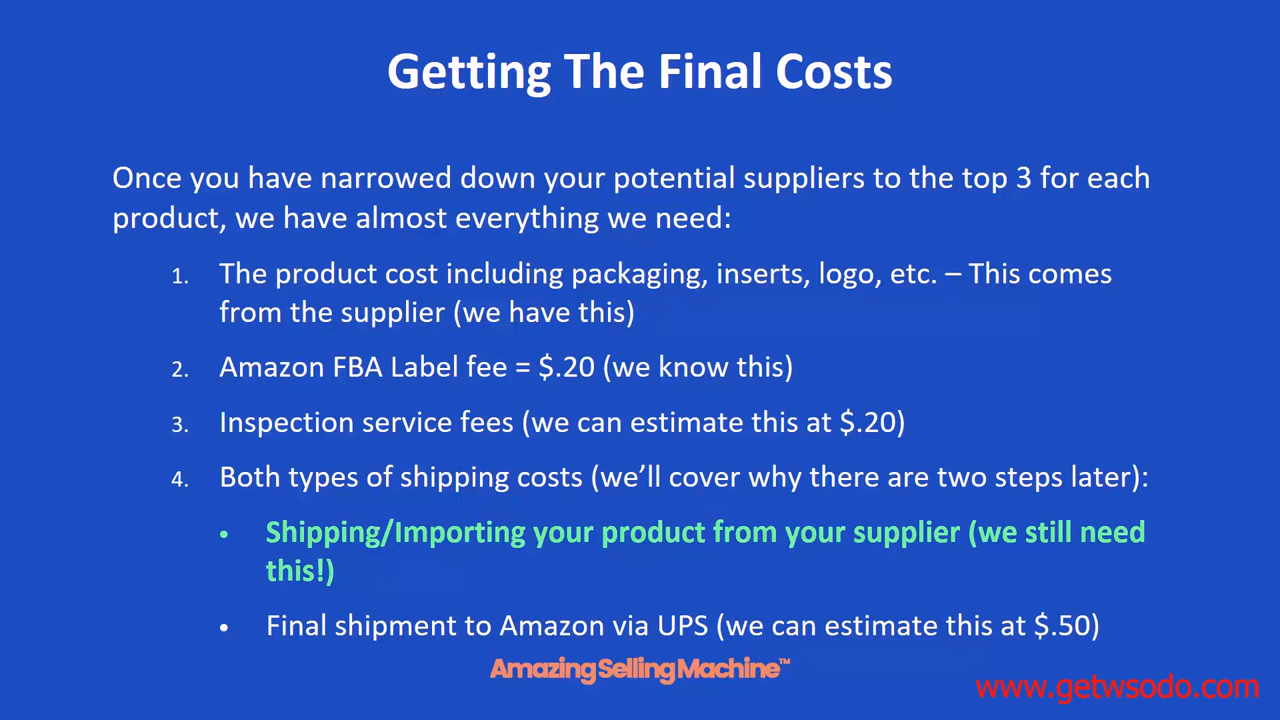 Getting The Final Costs
Once you have narrowed down your potential suppliers to the top 3 for each
product, we have almost everything we need:
1. The product cost including packaging, inserts, logo, etc. – This comes
from the supplier (we have this)
2. Amazon FBA Label fee = $.20 (we know this)
3. Inspection service fees (we can estimate this at $.20)
4. Both types of shipping costs (we’ll cover why there are two steps later):
• Shipping/Importing your product from your supplier (we still need
this!)
• Final shipment to Amazon via UPS (we can estimate this at $.50)
AmazingSellingMachine™
www.getwsodo.com